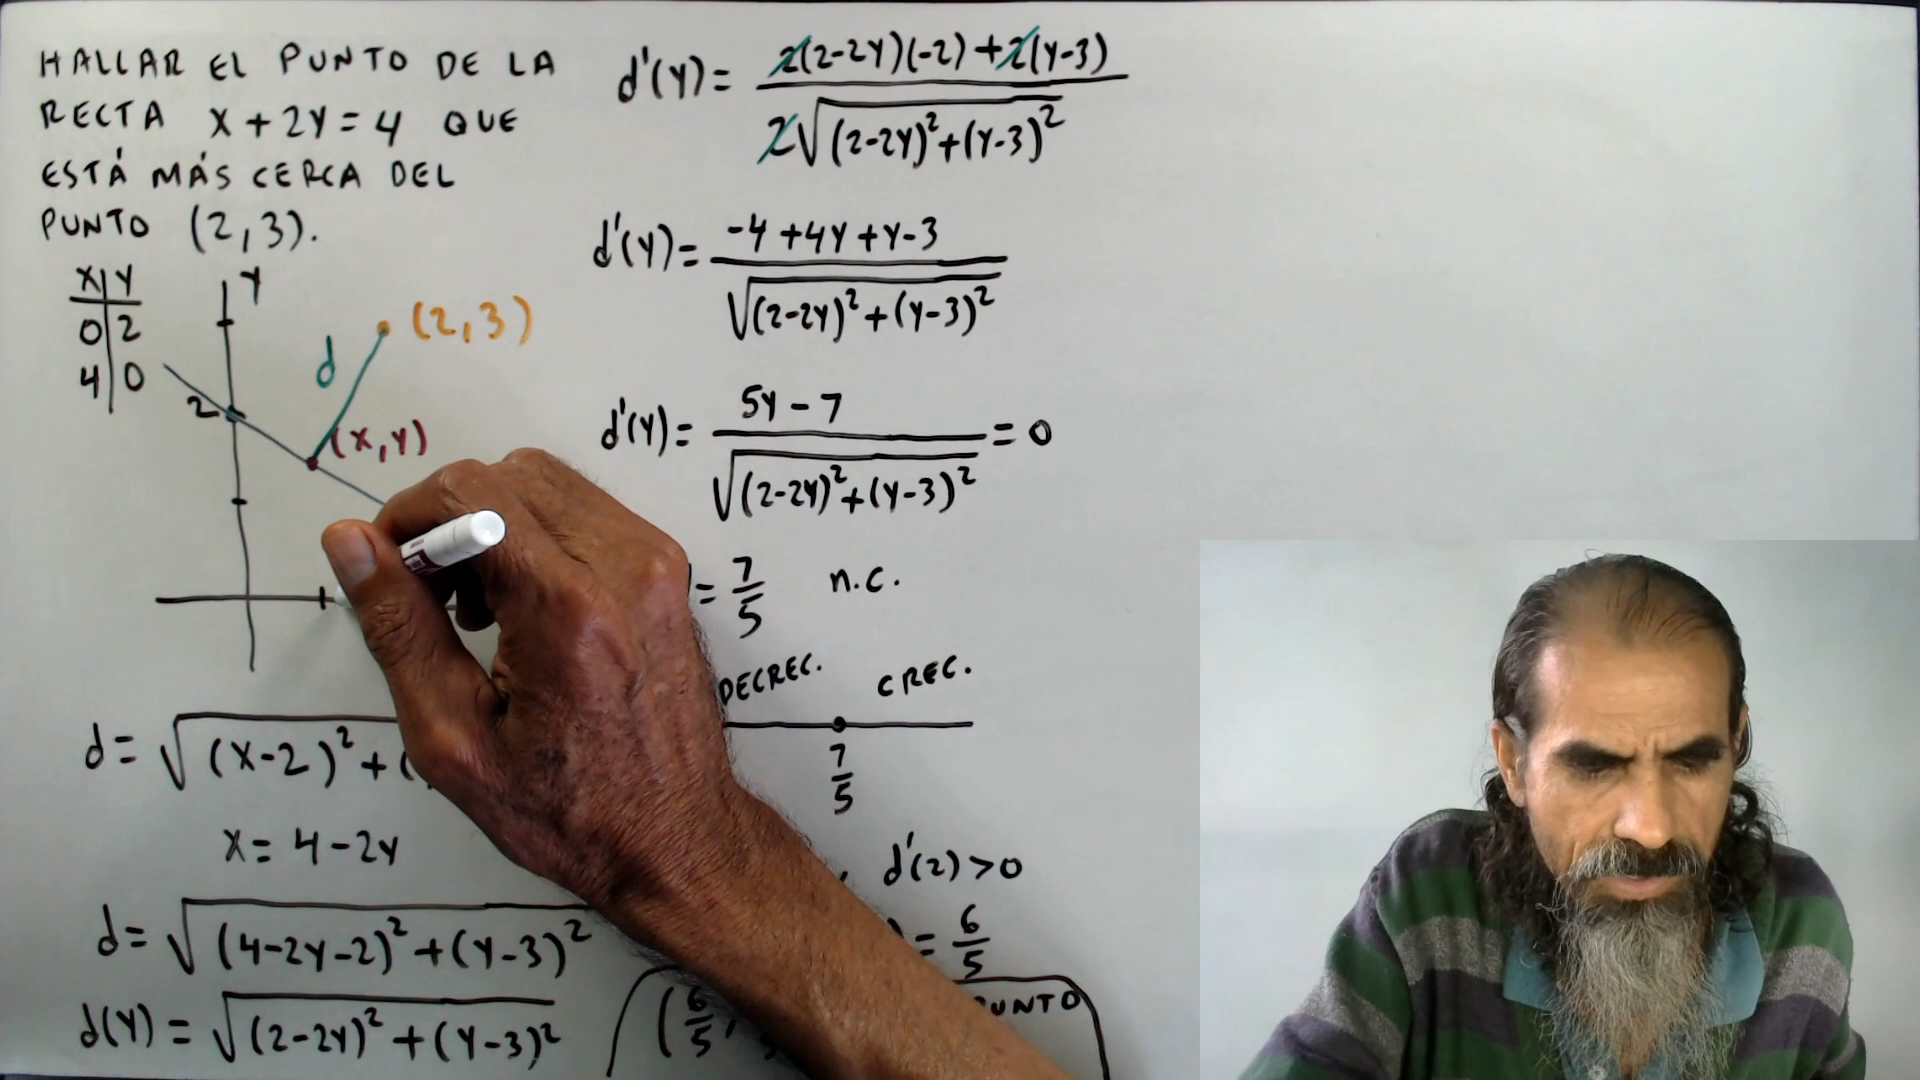 HALLAR EL PUNTO DE LA
RECTA X + 2Y = 4 QUE
ESTÁ MÁS CERCA DEL
PUNTO (2,3).
X | Y
0 | 2
4 | 0
Y
2
d
(2,3)
(X,Y)
d = √(X-2)² + (
X = 4 - 2Y
d = √(4-2Y-2)² + (Y-3)²
d(Y) = √(2-2Y)² + (Y-3)²
d'(Y) = 2(2-2Y)(-2) + 2(Y-3)
2√(2-2Y)² + (Y-3)²
d'(Y) = -4 + 4Y + Y - 3
√(2-2Y)² + (Y-3)²
d'(Y) = 5Y - 7 = 0
√(2-2Y)² + (Y-3)²
= 7/5 n.c.
DECREC. CREC.
7/5
d'(2) > 0
= 6/5
(6/5, PUNTO